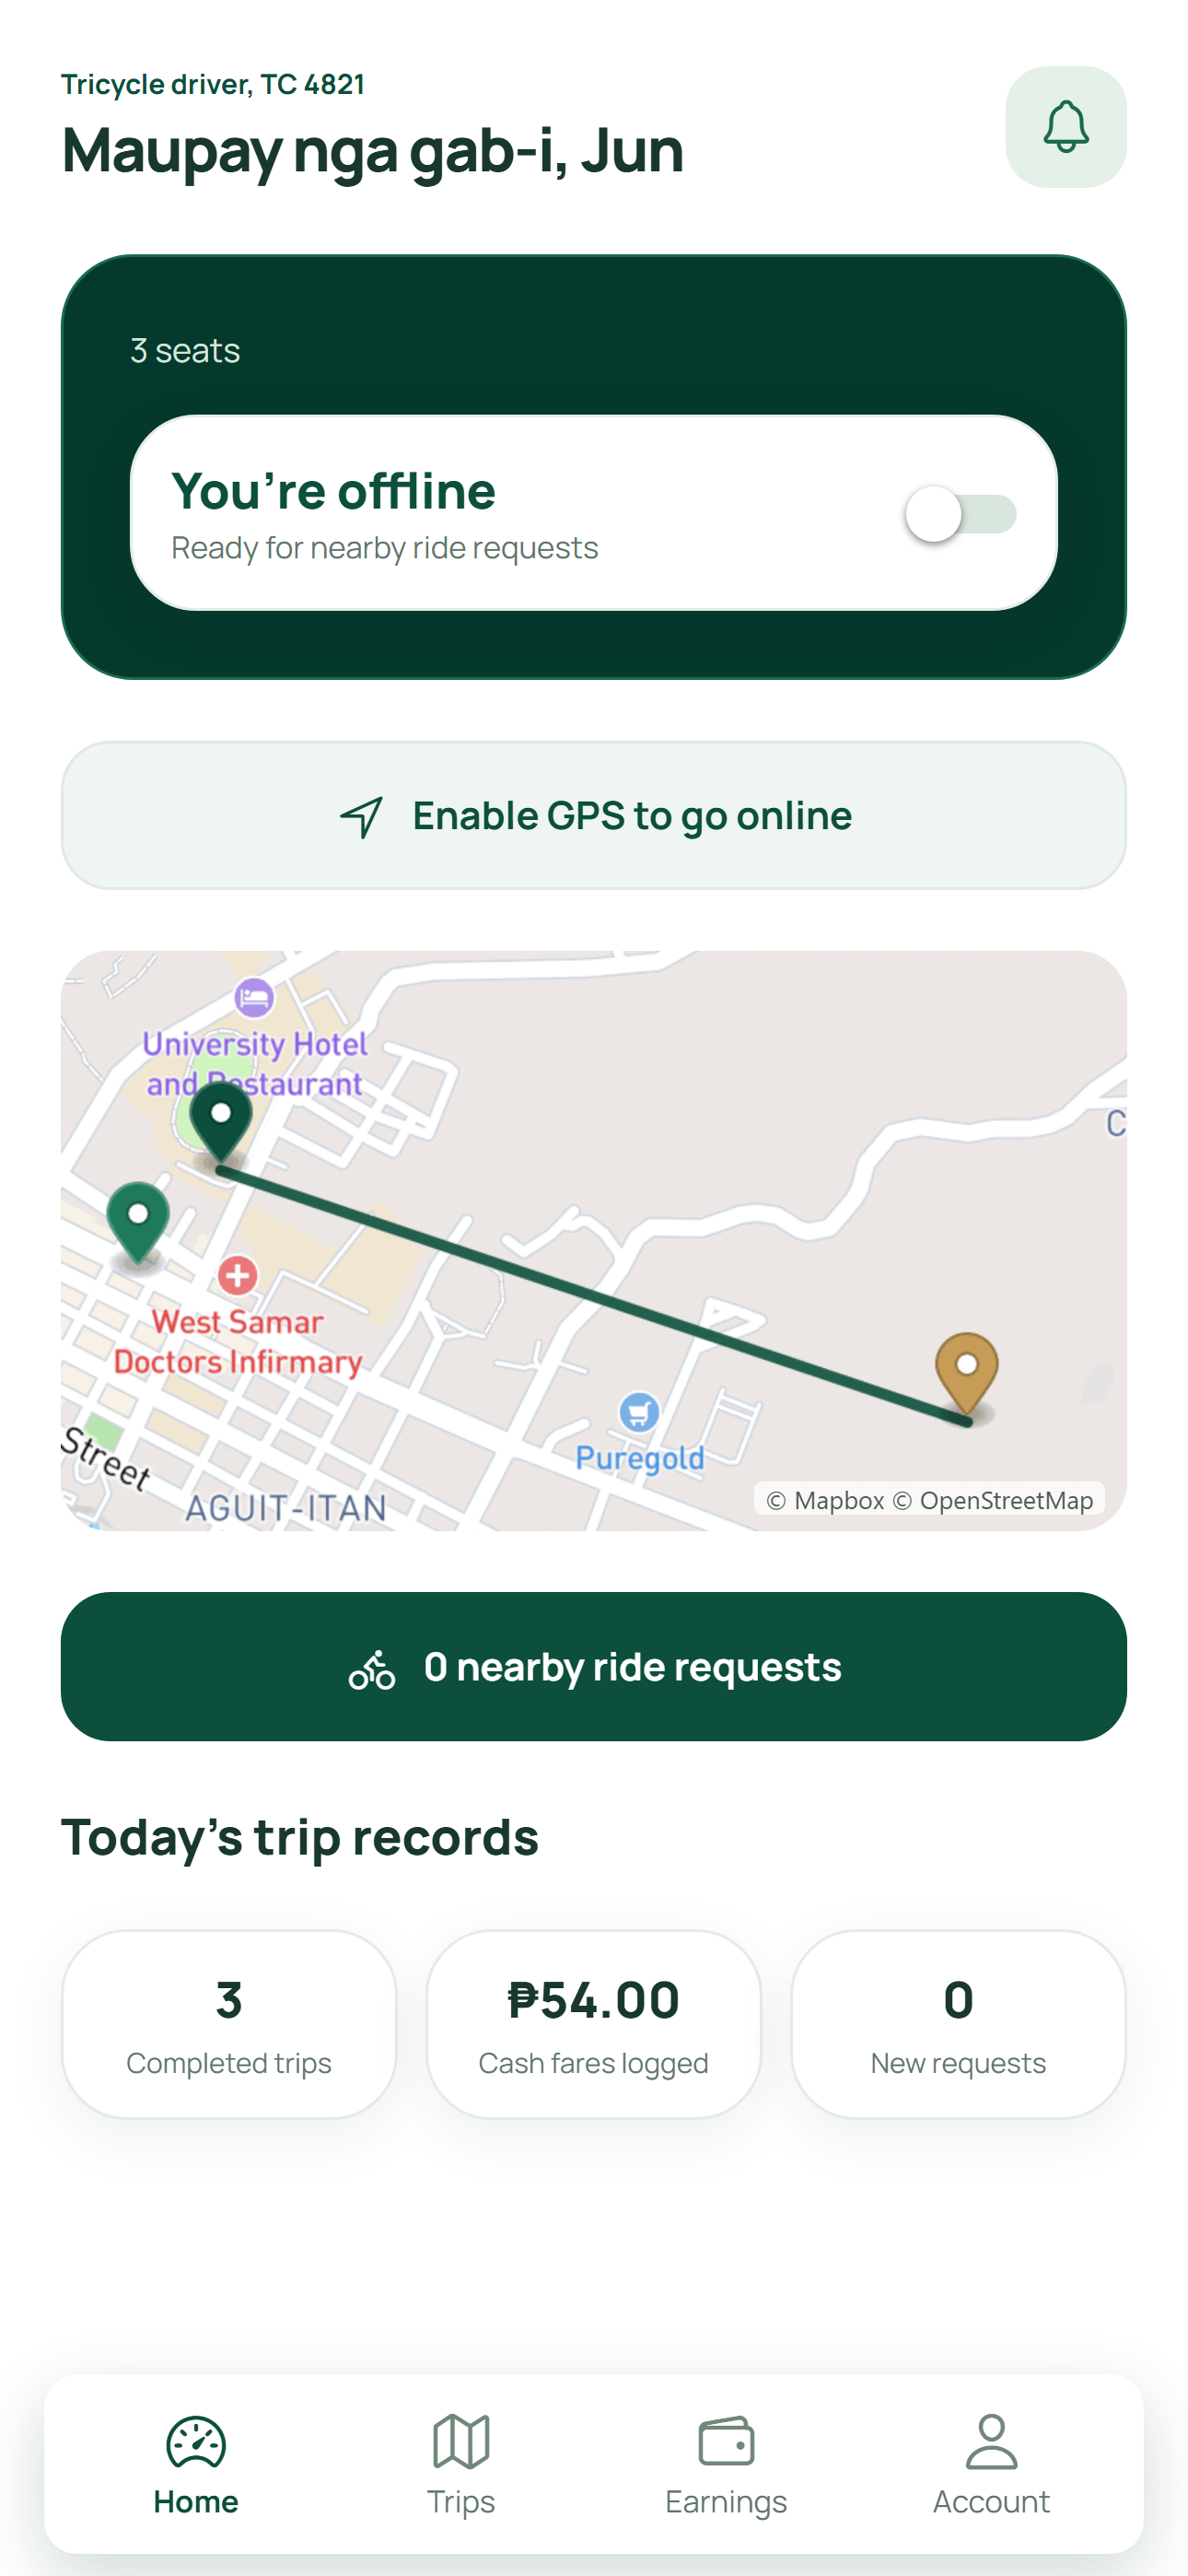 Tricycle driver, TC 4821
Maupay nga gab-i, Jun
3 seats
You're offline
Ready for nearby ride requests
Enable GPS to go online
University Hotel
and Restaurant
West Samar
Doctors Infirmary
Puregold
Street
AGUIT-ITAN
C
© Mapbox © OpenStreetMap
0 nearby ride requests
Today's trip records
3
Completed trips
₱54.00
Cash fares logged
0
New requests
Home
Trips
Earnings
Account